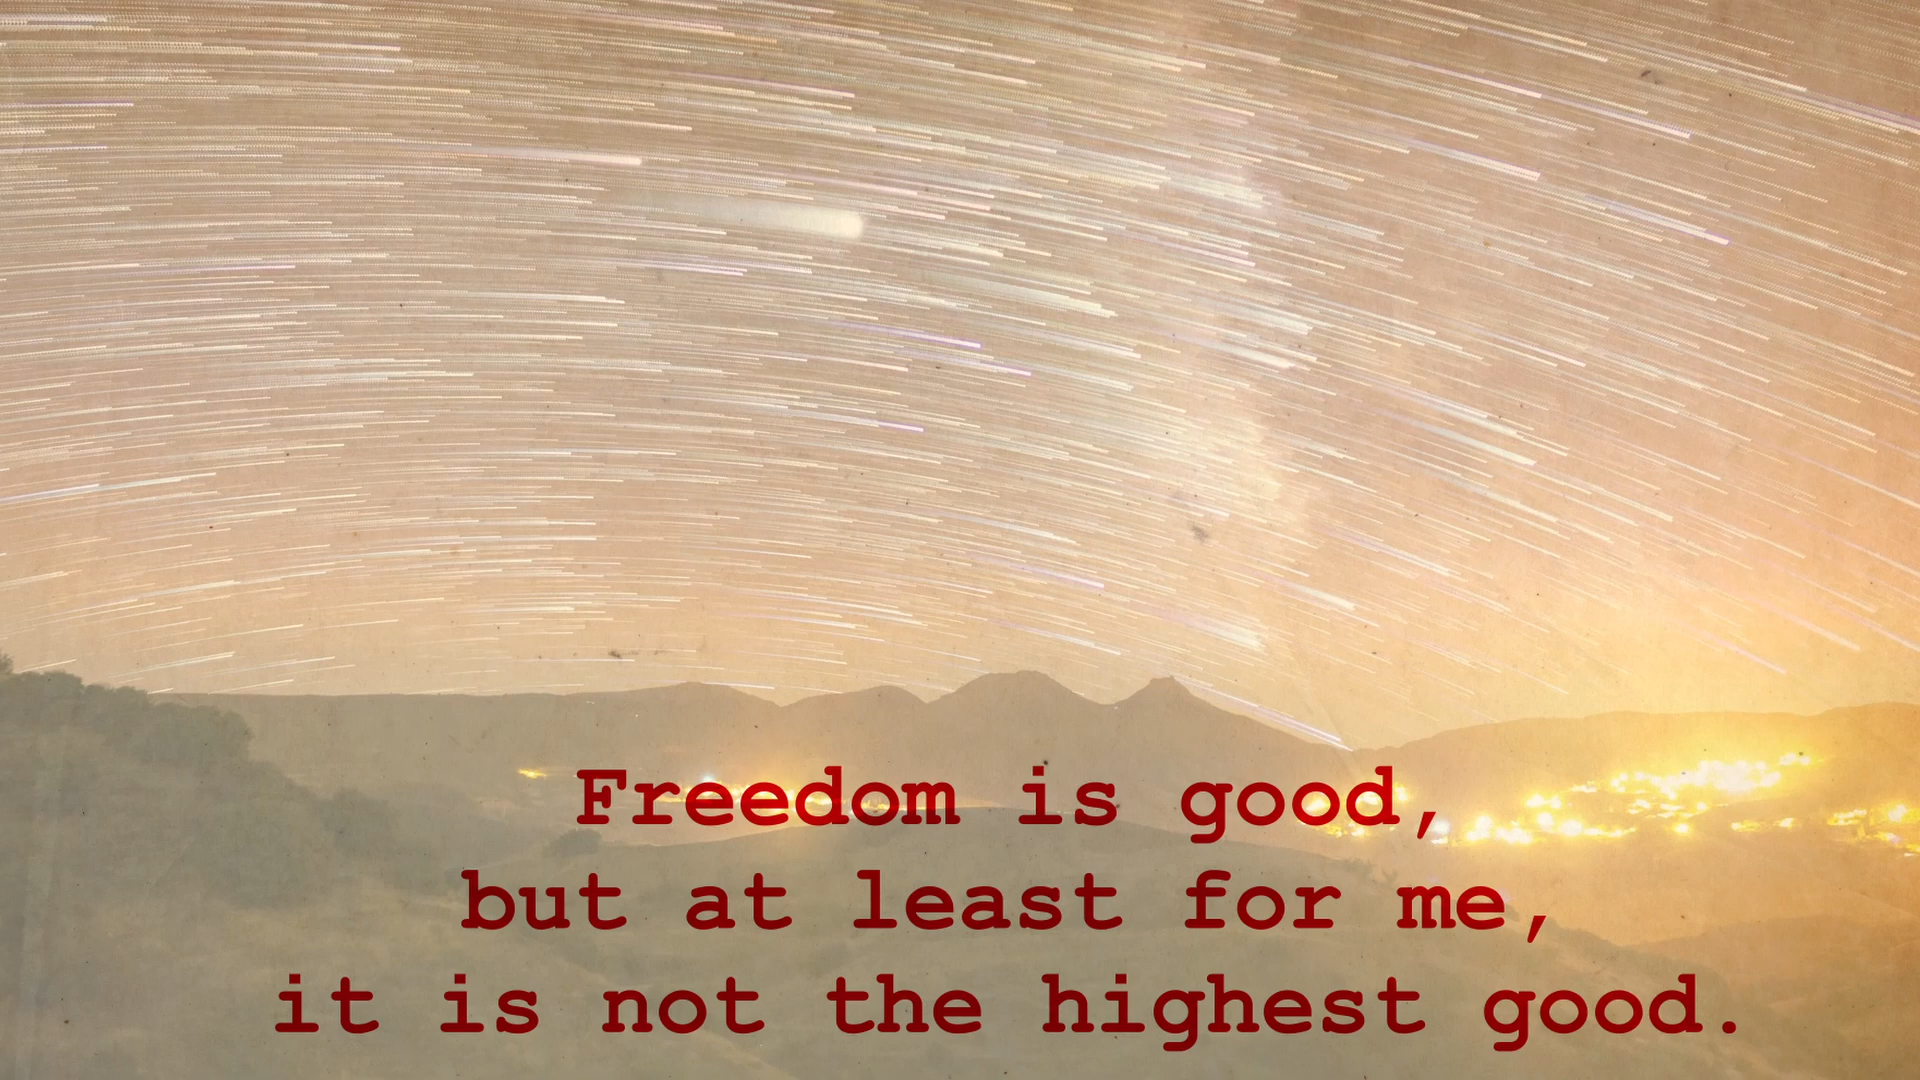 Freedom is good,
but at least for me,
it is not the highest good.